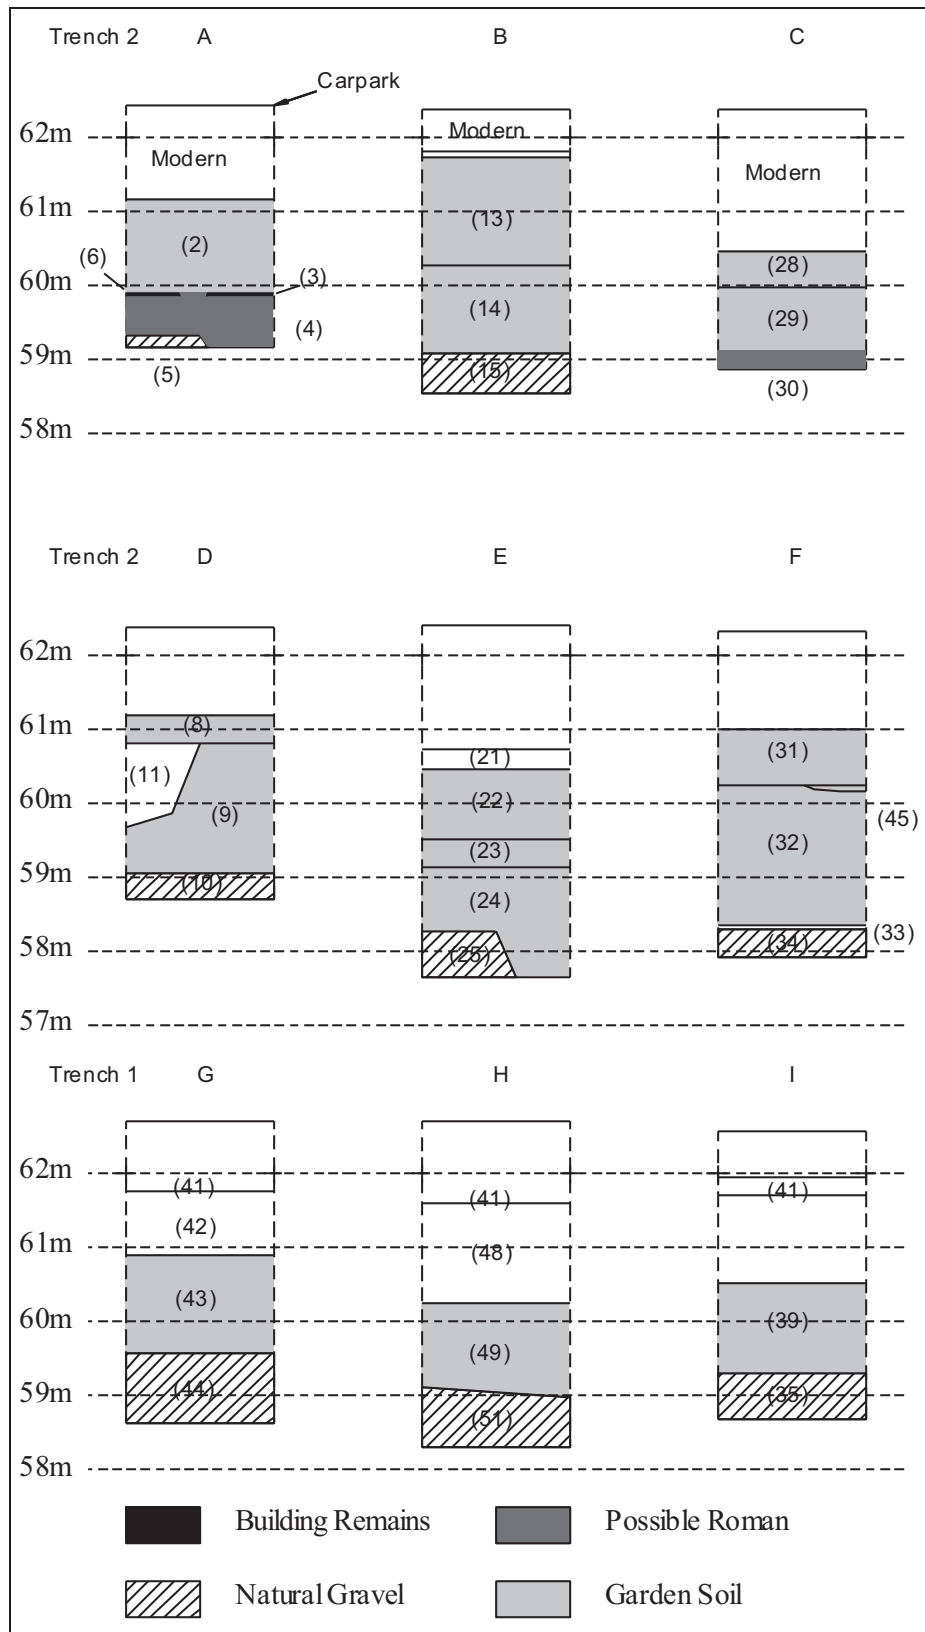 Trench 2 A B C
Carpark
62m
Modern
Modern
Modern
61m
(2)
(13)
(28)
(6)
(3)
60m
(14)
(29)
(4)
59m
(5)
(15)
(30)
58m
Trench 2 D E F
62m
61m
(8)
(21)
(31)
(11)
(22)
60m
(9)
(45)
(23)
(32)
59m
(10)
(24)
(33)
58m
(25)
(34)
57m
Trench 1 G H I
62m
(41)
(41)
(41)
(42)
61m
(48)
(43)
60m
(39)
(49)
59m
(44)
(51)
(35)
58m
Building Remains
Possible Roman
Natural Gravel
Garden Soil